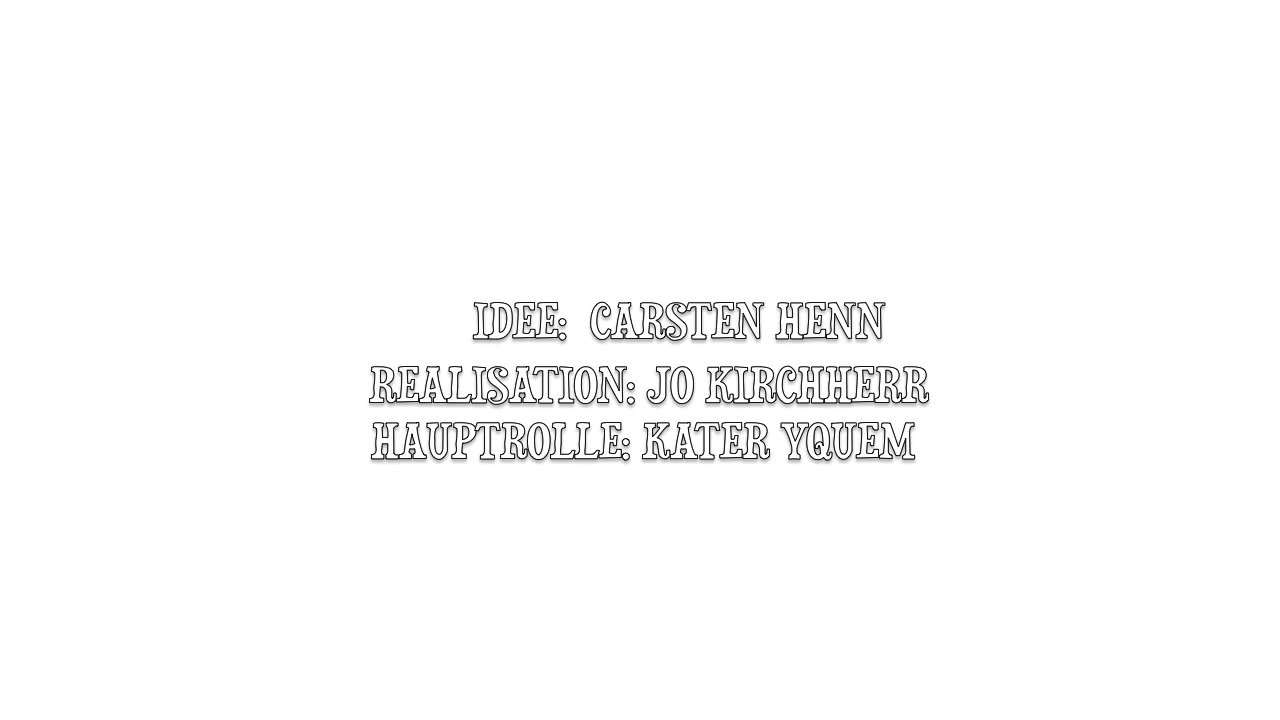 IDEE: CARSTEN HENN
REALISATION: JO KIRCHHERR
HAUPTROLLE: KATER YQUEM